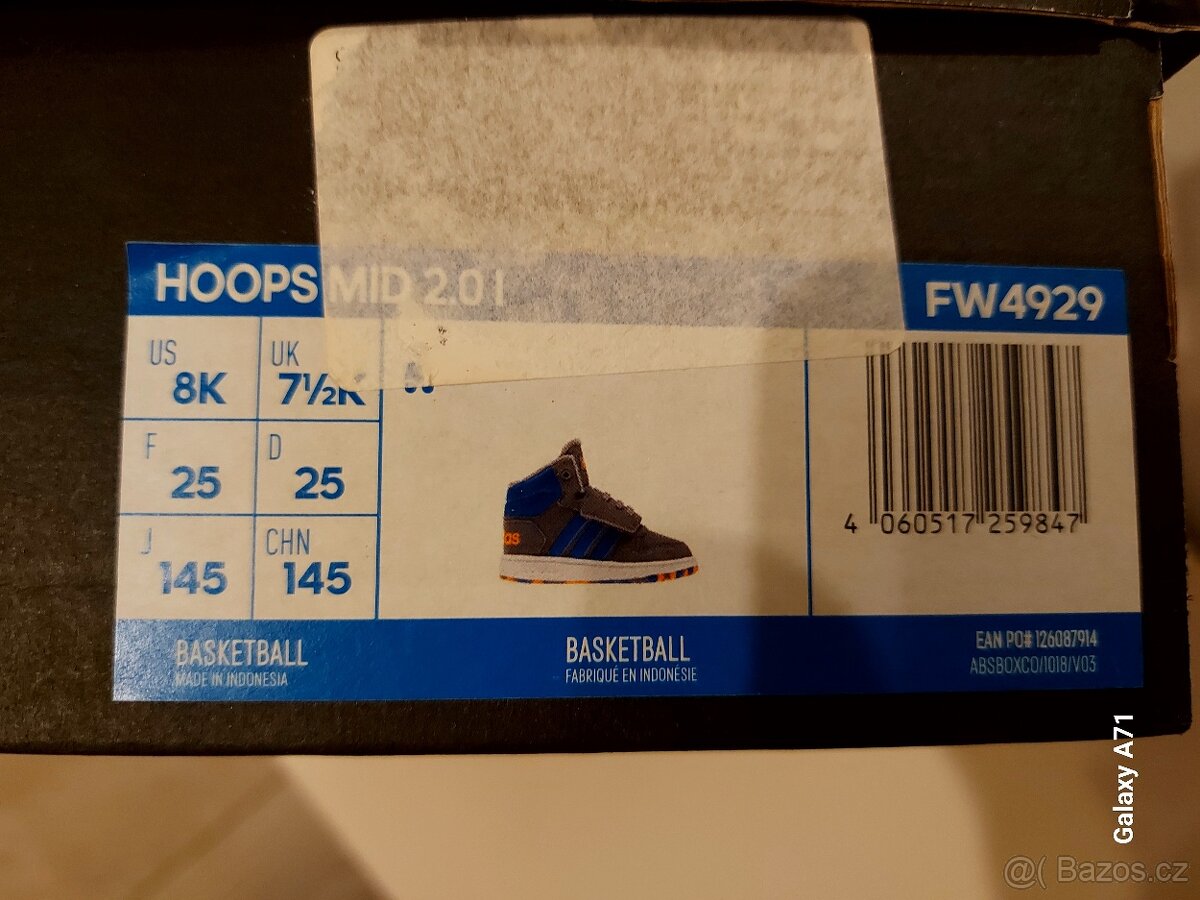 HOOPS MID 2.0 I
FW4929
US 8K
UK 7½K
F 25
D 25
J 145
CHN 145
as
4 060517 259847
BASKETBALL
MADE IN INDONESIA
BASKETBALL
FABRIQUÉ EN INDONÉSIE
EAN PO# 126087914
ABSBOXCO/1018/V03
Galaxy A71
@( Bazos.cz